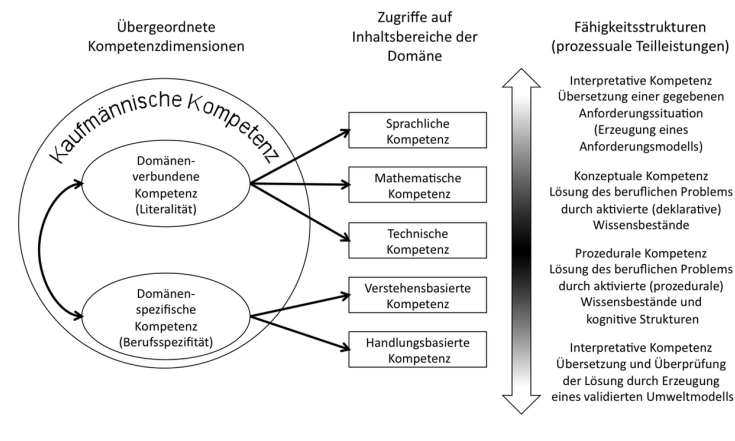 Übergeordnete
Kompetenzdimensionen
Zugriffe auf
Inhaltsbereiche der
Domäne
Fähigkeitsstrukturen
(prozessuale Teilleistungen)
Kaufmännische Kompetenz
Domänen-
verbundene
Kompetenz
(Literalität)
Domänen-
spezifische
Kompetenz
(Berufsspezifität)
Sprachliche
Kompetenz
Mathematische
Kompetenz
Technische
Kompetenz
Verstehensbasierte
Kompetenz
Handlungsbasierte
Kompetenz
Interpretative Kompetenz
Übersetzung einer gegebenen
Anforderungssituation
(Erzeugung eines
Anforderungsmodells)
Konzeptuale Kompetenz
Lösung des beruflichen Problems
durch aktivierte (deklarative)
Wissensbestände
Prozedurale Kompetenz
Lösung des beruflichen Problems
durch aktivierte (prozedurale)
Wissensbestände und
kognitive Strukturen
Interpretative Kompetenz
Übersetzung und Überprüfung
der Lösung durch Erzeugung
eines validierten Umweltmodells